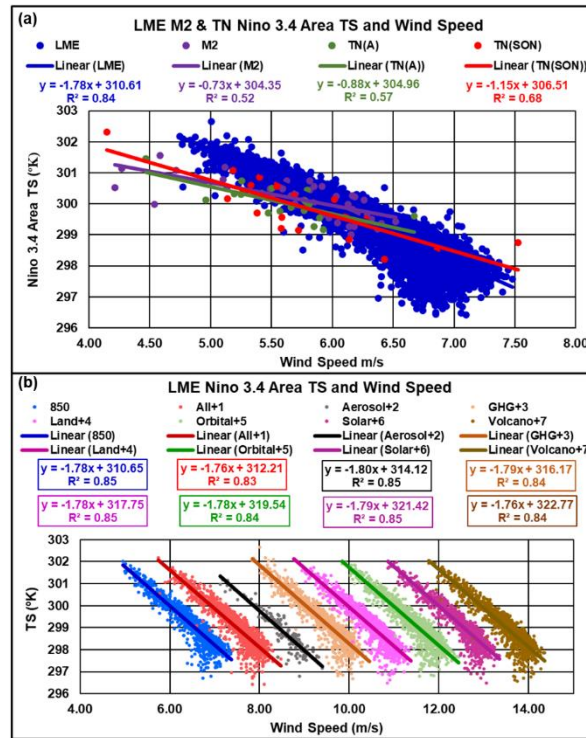 (a)
LME M2 & TN Nino 3.4 Area TS and Wind Speed
LME M2 TN(A) TN(SON)
Linear (LME) Linear (M2) Linear (TN(A)) Linear (TN(SON))
y = -1.78x + 310.61 y = -0.73x + 304.35 y = -0.88x + 304.96 y = -1.15x + 306.51
R² = 0.84 R² = 0.52 R² = 0.57 R² = 0.68
Nino 3.4 Area TS (°K)
303
302
301
300
299
298
297
296
4.00 4.50 5.00 5.50 6.00 6.50 7.00 7.50 8.00
Wind Speed m/s
(b)
LME Nino 3.4 Area TS and Wind Speed
850 All+1 Aerosol+2 GHG+3
Land+4 Orbital+5 Solar+6 Volcano+7
Linear (850) Linear (All+1) Linear (Aerosol+2) Linear (GHG+3)
Linear (Land+4) Linear (Orbital+5) Linear (Solar+6) Linear (Volcano+7)
y = -1.78x + 310.65 y = -1.76x + 312.21 y = -1.80x + 314.12 y = -1.79x + 316.17
R² = 0.85 R² = 0.83 R² = 0.85 R² = 0.84
y = -1.78x + 317.75 y = -1.78x + 319.54 y = -1.79x + 321.42 y = -1.76x + 322.77
R² = 0.85 R² = 0.84 R² = 0.85 R² = 0.84
TS (°K)
303
302
301
300
299
298
297
296
4.00 6.00 8.00 10.00 12.00 14.00
Wind Speed (m/s)